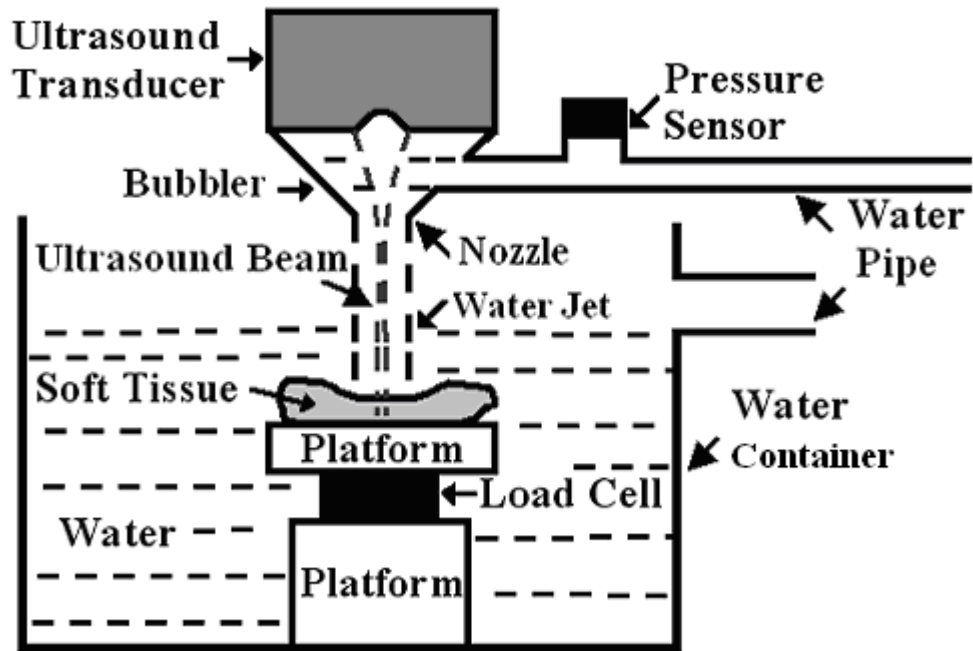 Ultrasound
Transducer
Pressure
Sensor
Bubbler
Water
Pipe
Nozzle
Ultrasound Beam
Water Jet
Soft Tissue
Water
Container
Platform
Load Cell
Water
Platform